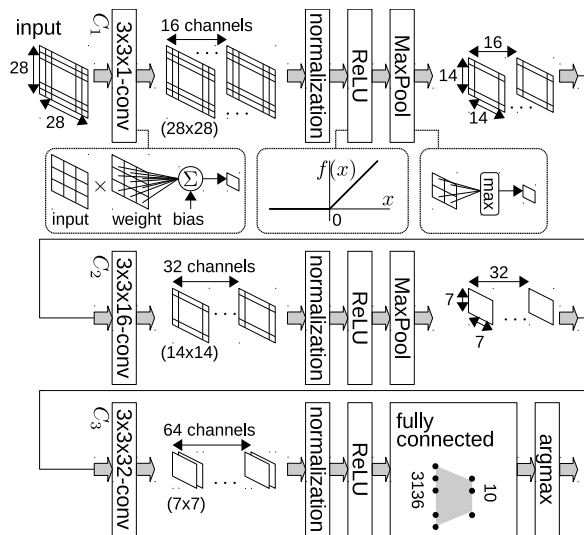 input
28
28
C1
3x3x1-conv
16 channels
. . .
. . .
(28x28)
normalization
ReLU
MaxPool
16
14
14
. . .
input
×
weight
Σ
bias
f(x)
x
0
max
C2
3x3x16-conv
32 channels
. . .
(14x14)
normalization
ReLU
MaxPool
32
7
7
. . .
C3
3x3x32-conv
64 channels
. . .
(7x7)
normalization
ReLU
fully
connected
3136
10
argmax